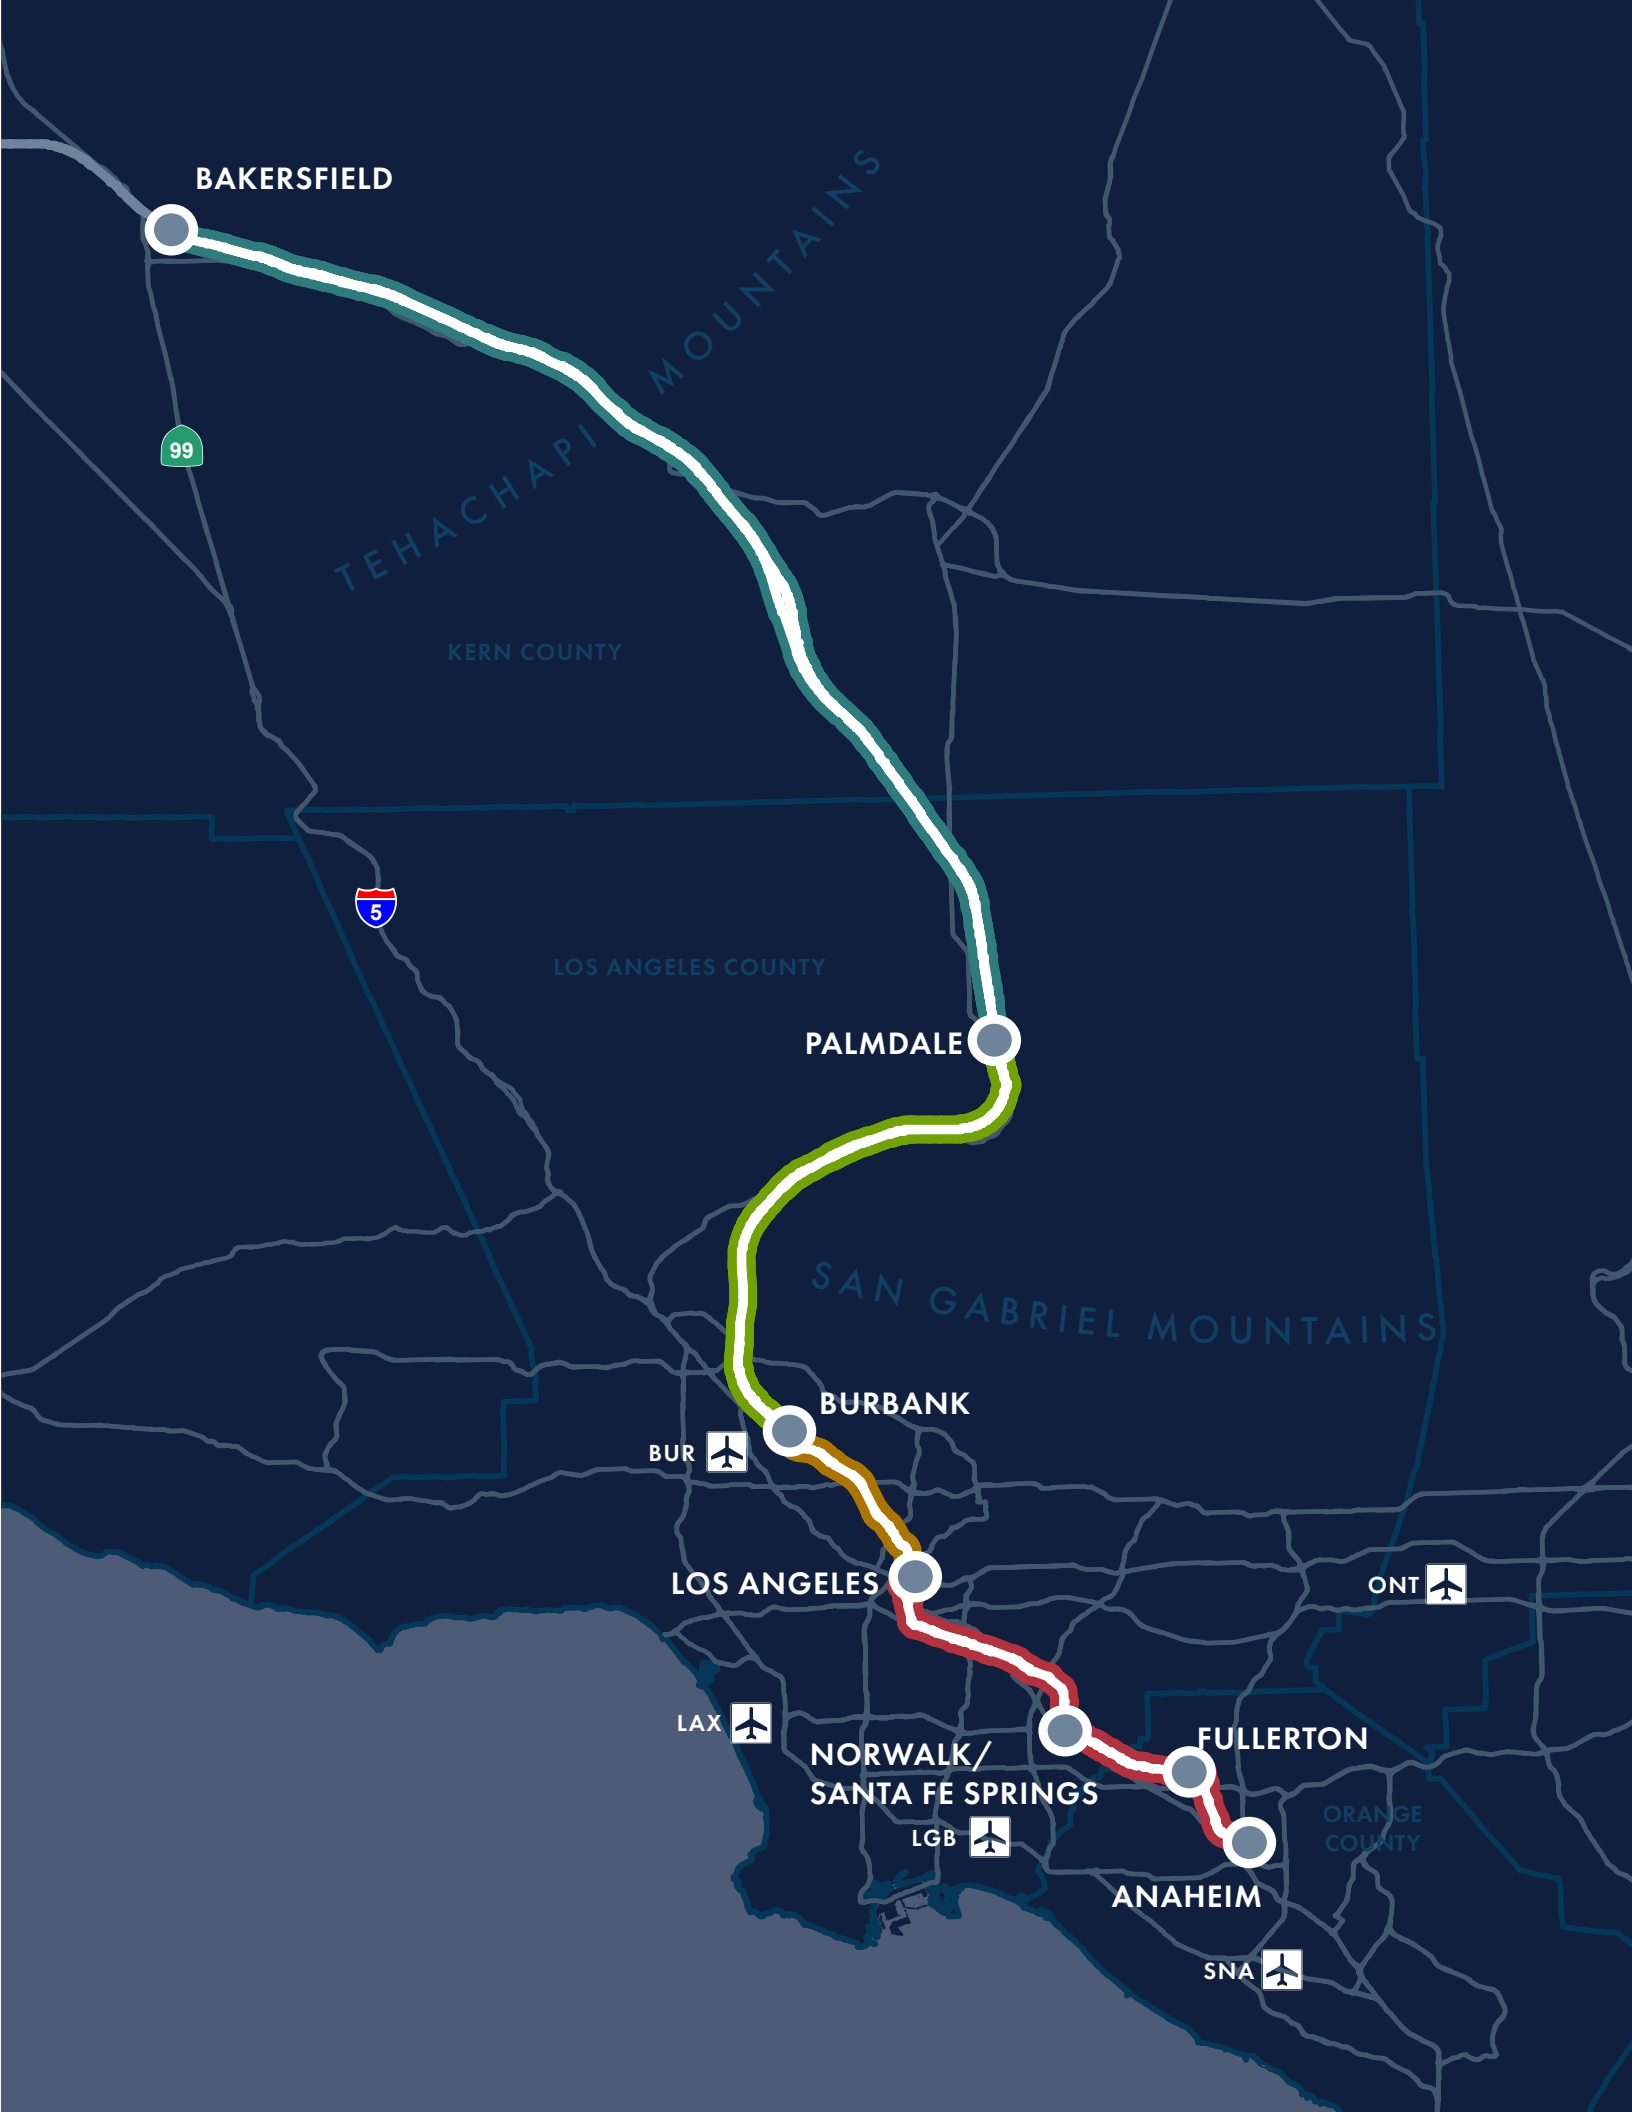 BAKERSFIELD
TEHACHAPI MOUNTAINS
99
KERN COUNTY
5
LOS ANGELES COUNTY
PALMDALE
SAN GABRIEL MOUNTAINS
BURBANK
BUR
LOS ANGELES
ONT
LAX
FULLERTON
NORWALK/
SANTA FE SPRINGS
ORANGE
COUNTY
LGB
ANAHEIM
SNA